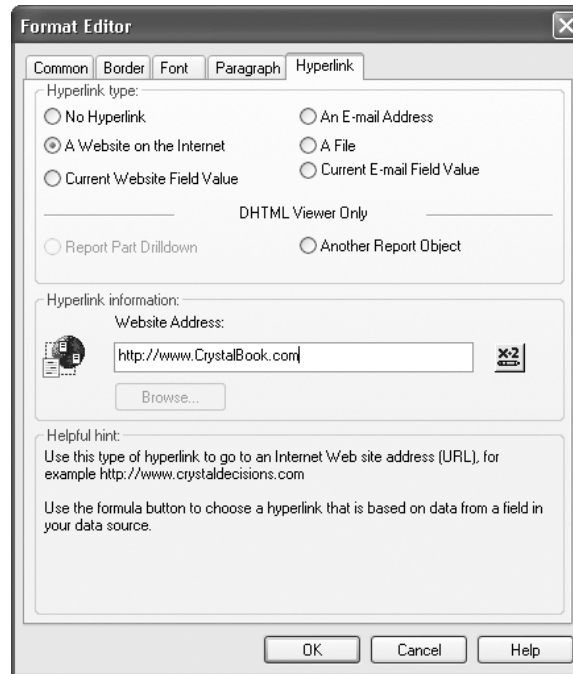 Format Editor
Common Border Font Paragraph Hyperlink
Hyperlink type:
No Hyperlink
An E-mail Address
A Website on the Internet
A File
Current Website Field Value
Current E-mail Field Value
DHTML Viewer Only
Report Part Drilldown
Another Report Object
Hyperlink information:
Website Address:
http://www.CrystalBook.com
x-2
Browse...
Helpful hint:
Use this type of hyperlink to go to an Internet Web site address (URL), for
example http://www.crystaldecisions.com
Use the formula button to choose a hyperlink that is based on data from a field in
your data source.
OK Cancel Help